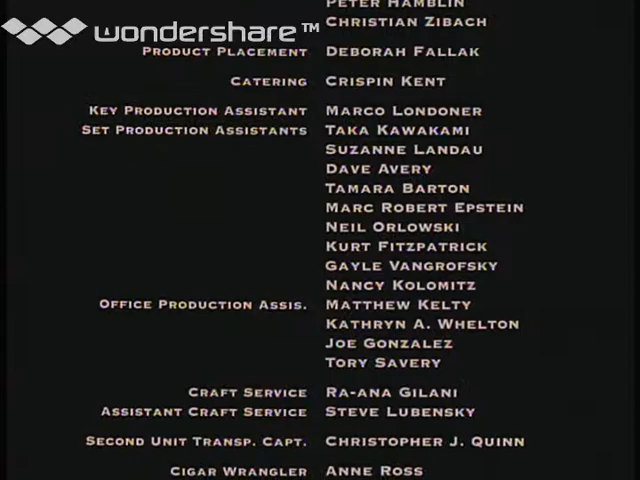 PETER HAMBLIN
wondershare™
CHRISTIAN ZIBACH
PRODUCT PLACEMENT DEBORAH FALLAK
CATERING CRISPIN KENT
KEY PRODUCTION ASSISTANT MARCO LONDONER
SET PRODUCTION ASSISTANTS TAKA KAWAKAMI
SUZANNE LANDAU
DAVE AVERY
TAMARA BARTON
MARC ROBERT EPSTEIN
NEIL ORLOWSKI
KURT FITZPATRICK
GAYLE VANGROFSKY
NANCY KOLOMITZ
OFFICE PRODUCTION ASSIS. MATTHEW KELTY
KATHRYN A. WHELTON
JOE GONZALEZ
TORY SAVERY
CRAFT SERVICE RA-ANA GILANI
ASSISTANT CRAFT SERVICE STEVE LUBENSKY
SECOND UNIT TRANSP. CAPT. CHRISTOPHER J. QUINN
CIGAR WRANGLER ANNE ROSS